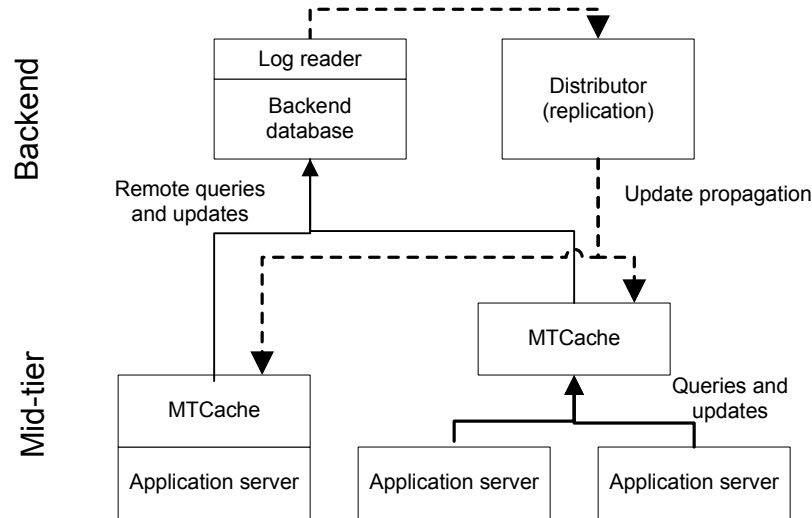 Backend
Log reader
Backend
database
Distributor
(replication)
Remote queries
and updates
Update propagation
Mid-tier
MTCache
MTCache
Queries and
updates
Application server
Application server
Application server